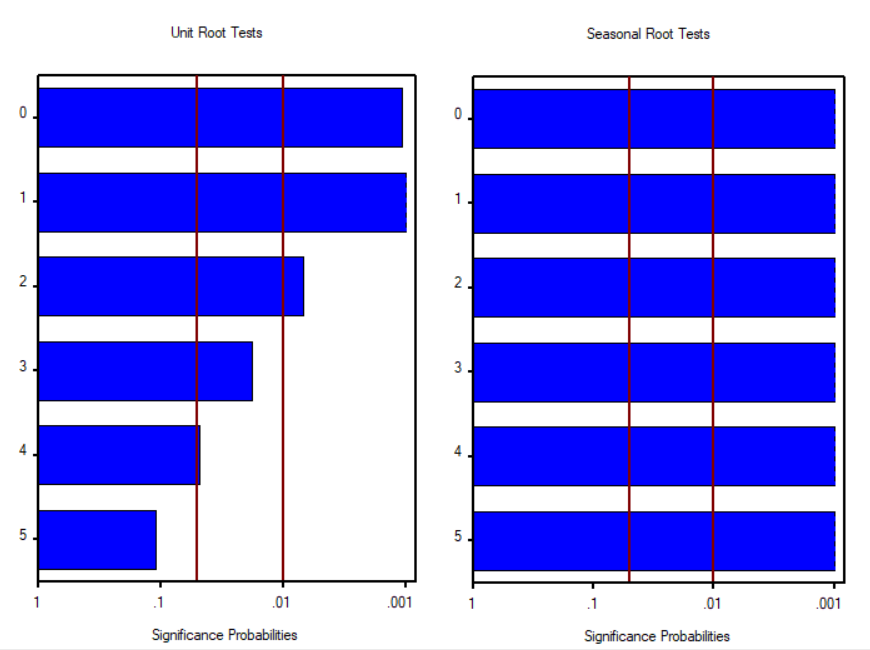 Unit Root Tests
0
1
2
3
4
5
1 .1 .01 .001
Significance Probabilities
Seasonal Root Tests
0
1
2
3
4
5
1 .1 .01 .001
Significance Probabilities